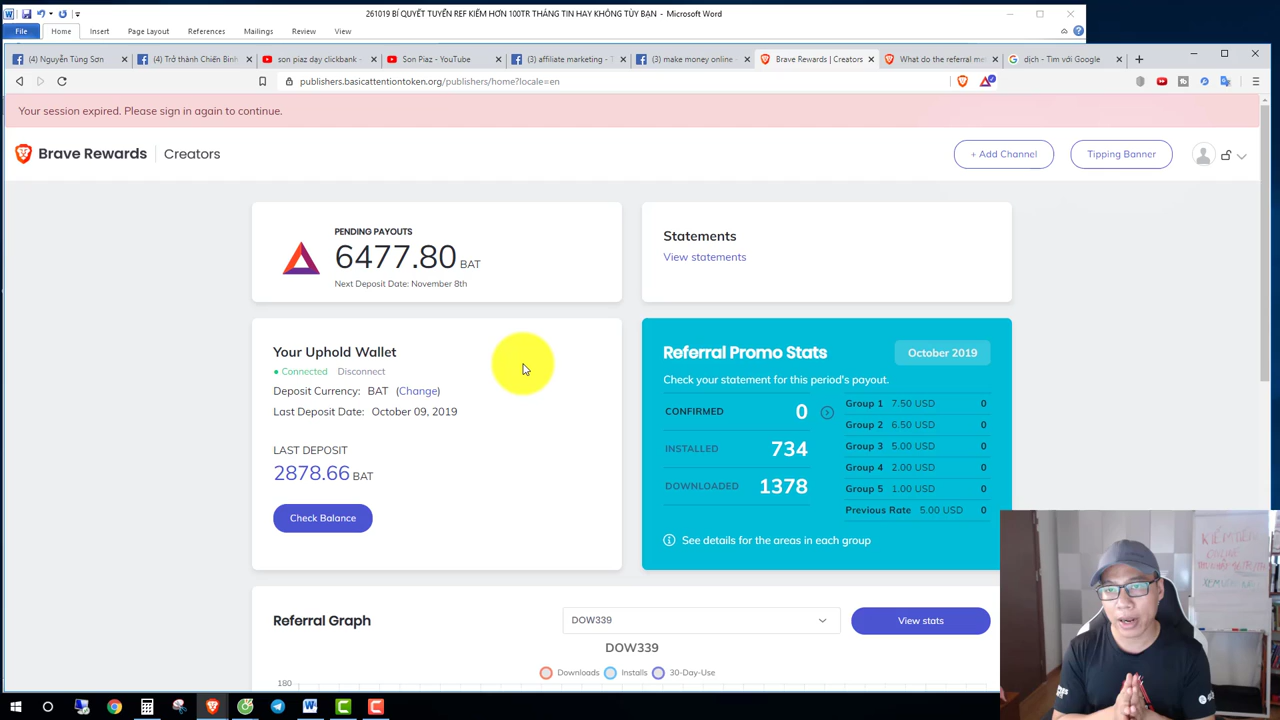 261019 BÍ QUYẾT TUYỂN REF KIẾM HƠN 100TR THÁNG TIN HAY KHÔNG TÙY BẠN - Microsoft Word
File Home Insert Page Layout References Mailings Review View
(4) Nguyễn Tùng Sơn (4) Trở thành Chiến Binh son piaz day clickbank - Son Piaz - YouTube (3) affiliate marketing - T (3) make money online - Brave Rewards | Creators What do the referral me dịch - Tìm với Google
publishers.basicattentiontoken.org/publishers/home?locale=en
Your session expired. Please sign in again to continue.
Brave Rewards | Creators
+ Add Channel
Tipping Banner
PENDING PAYOUTS
6477.80 BAT
Next Deposit Date: November 8th
Statements
View statements
Your Uphold Wallet
Connected Disconnect
Deposit Currency: BAT (Change)
Last Deposit Date: October 09, 2019
LAST DEPOSIT
2878.66 BAT
Check Balance
Referral Promo Stats
October 2019
Check your statement for this period's payout.
CONFIRMED 0
INSTALLED 734
DOWNLOADED 1378
Group 1 7.50 USD 0
Group 2 6.50 USD 0
Group 3 5.00 USD 0
Group 4 2.00 USD 0
Group 5 1.00 USD 0
Previous Rate 5.00 USD 0
See details for the areas in each group
Referral Graph
DOW339
View stats
DOW339
Downloads Installs 30-Day-Use
180
KIẾM TIỀN
ONLINE